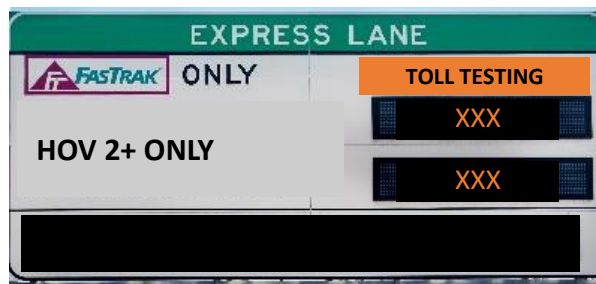 EXPRESS LANE
FASTRAK ONLY
TOLL TESTING
XXX
HOV 2+ ONLY
XXX